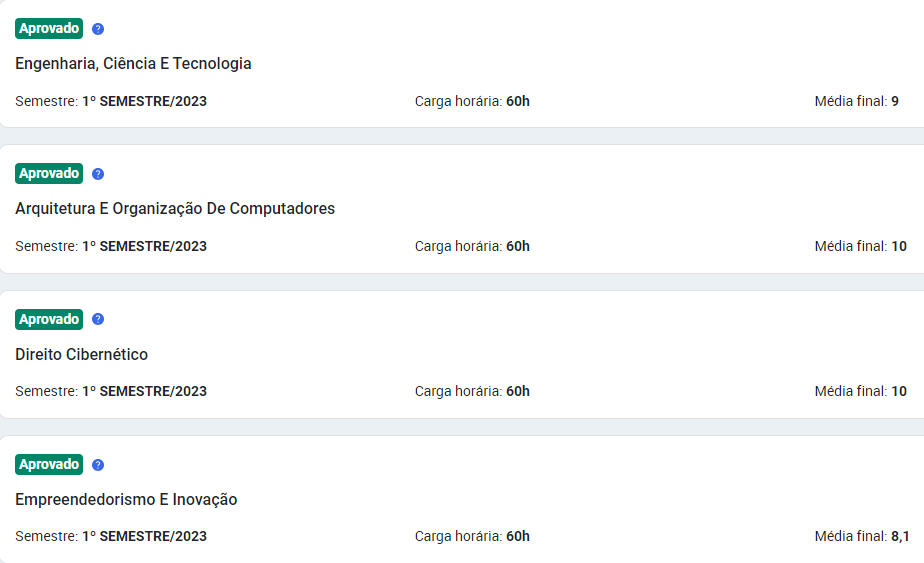 Aprovado ?
Engenharia, Ciência E Tecnologia
Semestre: 1º SEMESTRE/2023 Carga horária: 60h Média final: 9
Aprovado ?
Arquitetura E Organização De Computadores
Semestre: 1º SEMESTRE/2023 Carga horária: 60h Média final: 10
Aprovado ?
Direito Cibernético
Semestre: 1º SEMESTRE/2023 Carga horária: 60h Média final: 10
Aprovado ?
Empreendedorismo E Inovação
Semestre: 1º SEMESTRE/2023 Carga horária: 60h Média final: 8,1